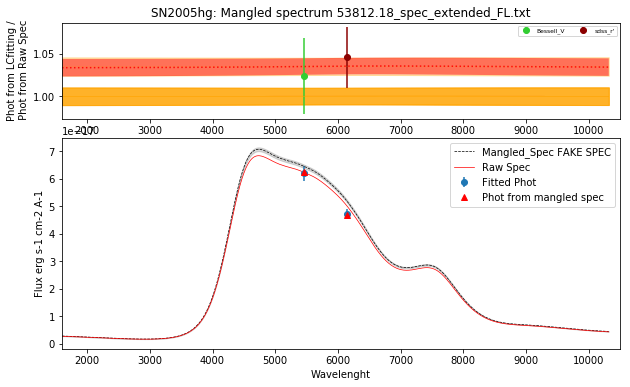 SN2005hg: Mangled spectrum 53812.18_spec_extended_FL.txt
Phot from LCfitting /
Phot from Raw Spec
1.05
1.00
Bessell_V
sdss_r'
2000 3000 4000 5000 6000 7000 8000 9000 10000
Flux erg s-1 cm-2 A-1
7
6
5
4
3
2
1
0
Mangled_Spec FAKE SPEC
Raw Spec
Fitted Phot
Phot from mangled spec
2000 3000 4000 5000 6000 7000 8000 9000 10000
Wavelenght